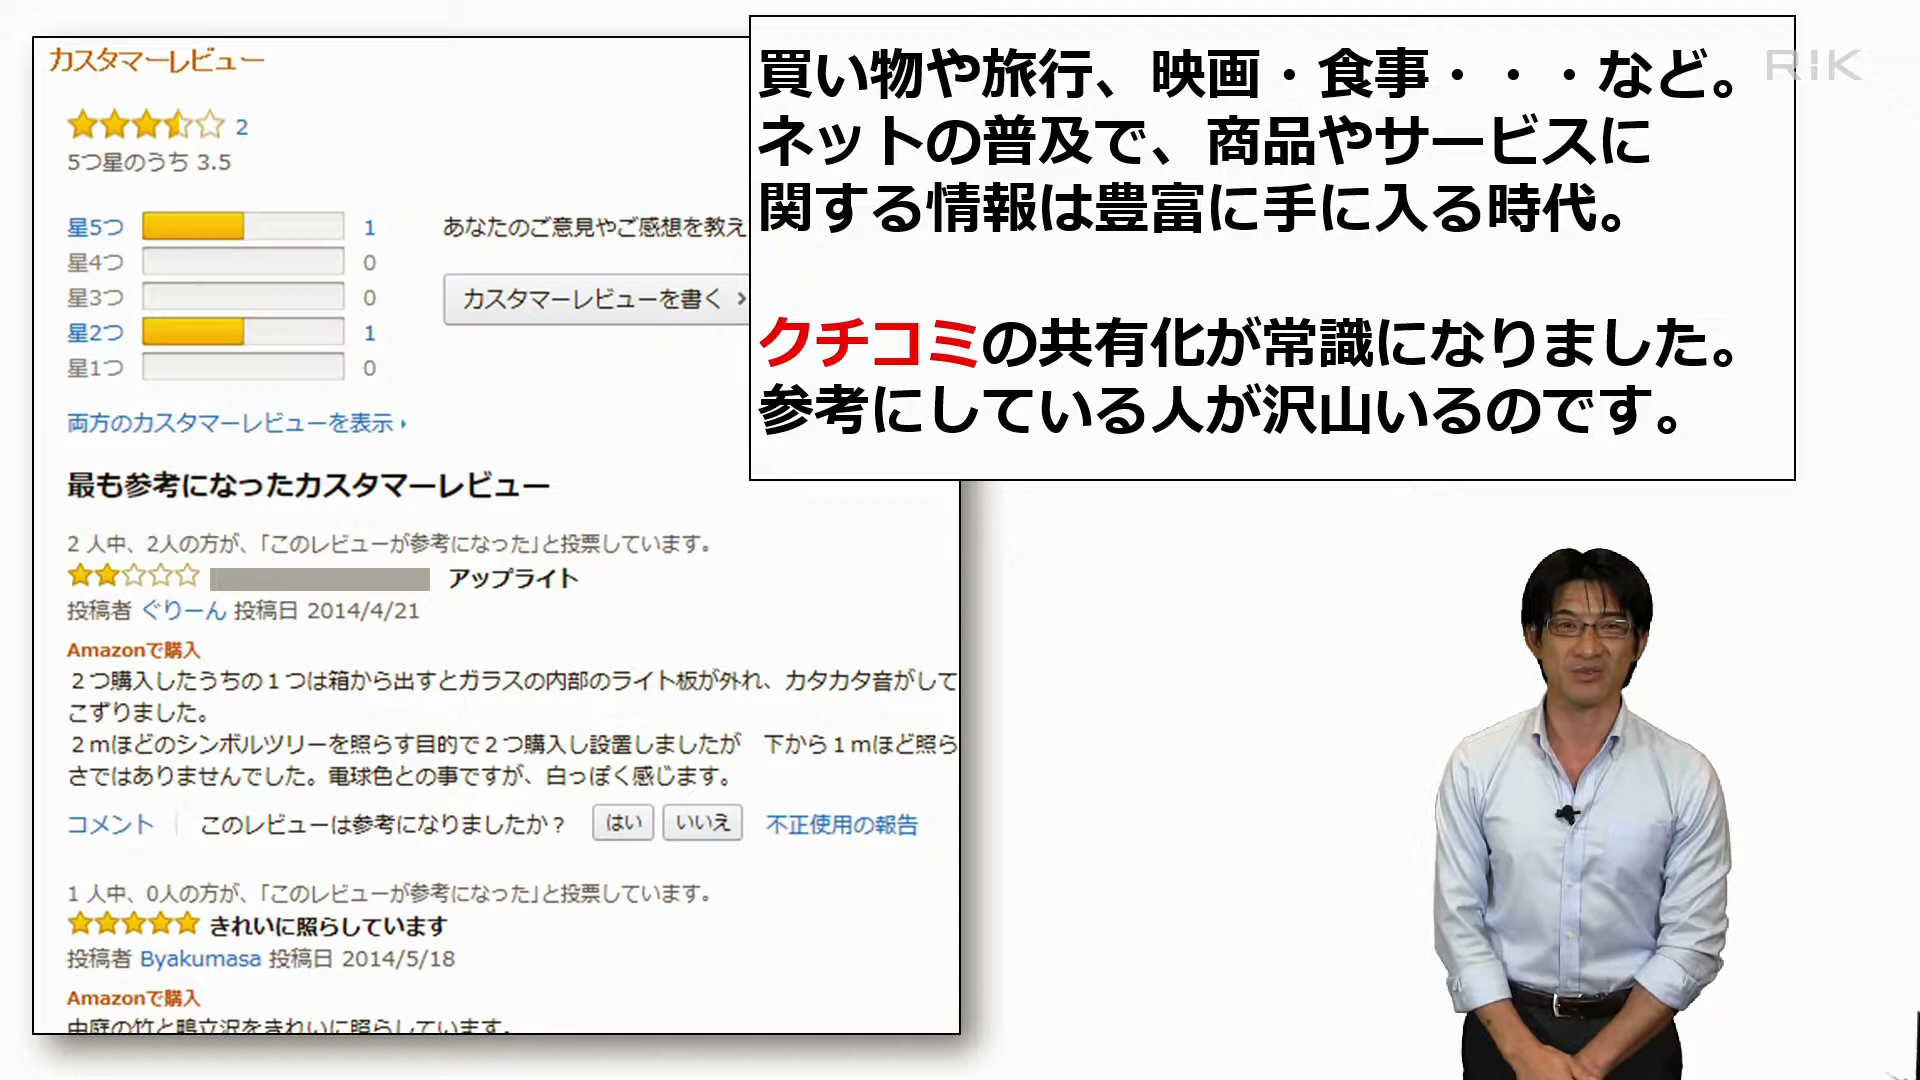 カスタマーレビュー
2
5つ星のうち 3.5
星5つ 1
星4つ 0
星3つ 0
星2つ 1
星1つ 0
あなたのご意見やご感想を教え
カスタマーレビューを書く
両方のカスタマーレビューを表示
最も参考になったカスタマーレビュー
2 人中、2人の方が、「このレビューが参考になった」と投票しています。
アップライト
投稿者 ぐりーん 投稿日 2014/4/21
Amazonで購入
２つ購入したうちの１つは箱から出すとガラスの内部のライト板が外れ、カタカタ音がして
こずりました。
２ｍほどのシンボルツリーを照らす目的で２つ購入し設置しましたが　下から１ｍほど照ら
さではありませんでした。電球色との事ですが、白っぽく感じます。
コメント このレビューは参考になりましたか？ はい いいえ 不正使用の報告
1 人中、0人の方が、「このレビューが参考になった」と投票しています。
きれいに照らしています
投稿者 Byakumasa 投稿日 2014/5/18
Amazonで購入
中庭の竹と鴫立沢をきれいに照らしています。
買い物や旅行、映画・食事・・・など。
ネットの普及で、商品やサービスに
関する情報は豊富に手に入る時代。
クチコミの共有化が常識になりました。
参考にしている人が沢山いるのです。
RIK